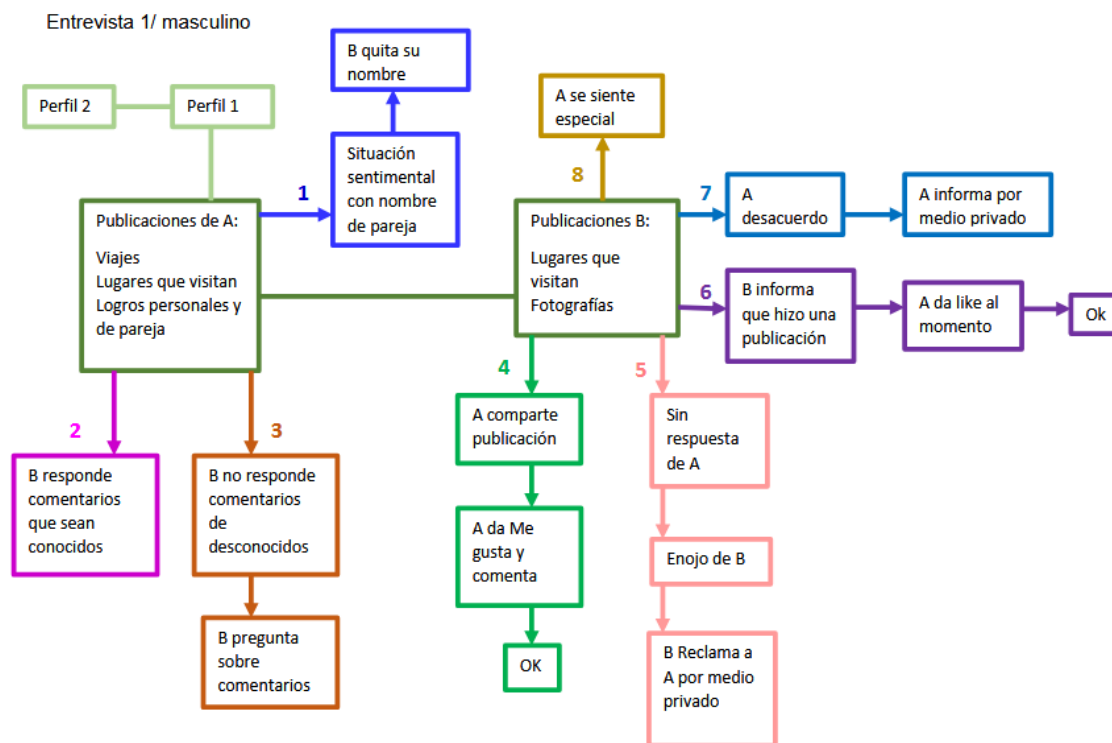 Entrevista 1/ masculino
B quita su
nombre
Perfil 2
Perfil 1
A se siente
especial
Situación
sentimental
con nombre
de pareja
1
8
7
A
desacuerdo
A informa por
medio privado
Publicaciones de A:
Viajes
Lugares que visitan
Logros personales y
de pareja
Publicaciones B:
Lugares que
visitan
Fotografías
6
B informa
que hizo una
publicación
A da like al
momento
Ok
2
3
4
5
B responde
comentarios
que sean
conocidos
B no responde
comentarios
de
desconocidos
B pregunta
sobre
comentarios
A comparte
publicación
A da Me
gusta y
comenta
OK
Sin
respuesta
de A
Enojo de B
B Reclama a
A por medio
privado